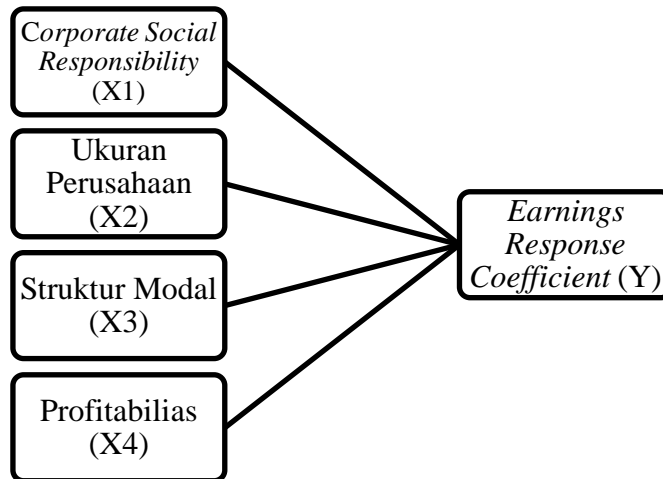 Corporate Social
Responsibility
(X1)
Ukuran
Perusahaan
(X2)
Struktur Modal
(X3)
Profitabilias
(X4)
Earnings
Response
Coefficient (Y)